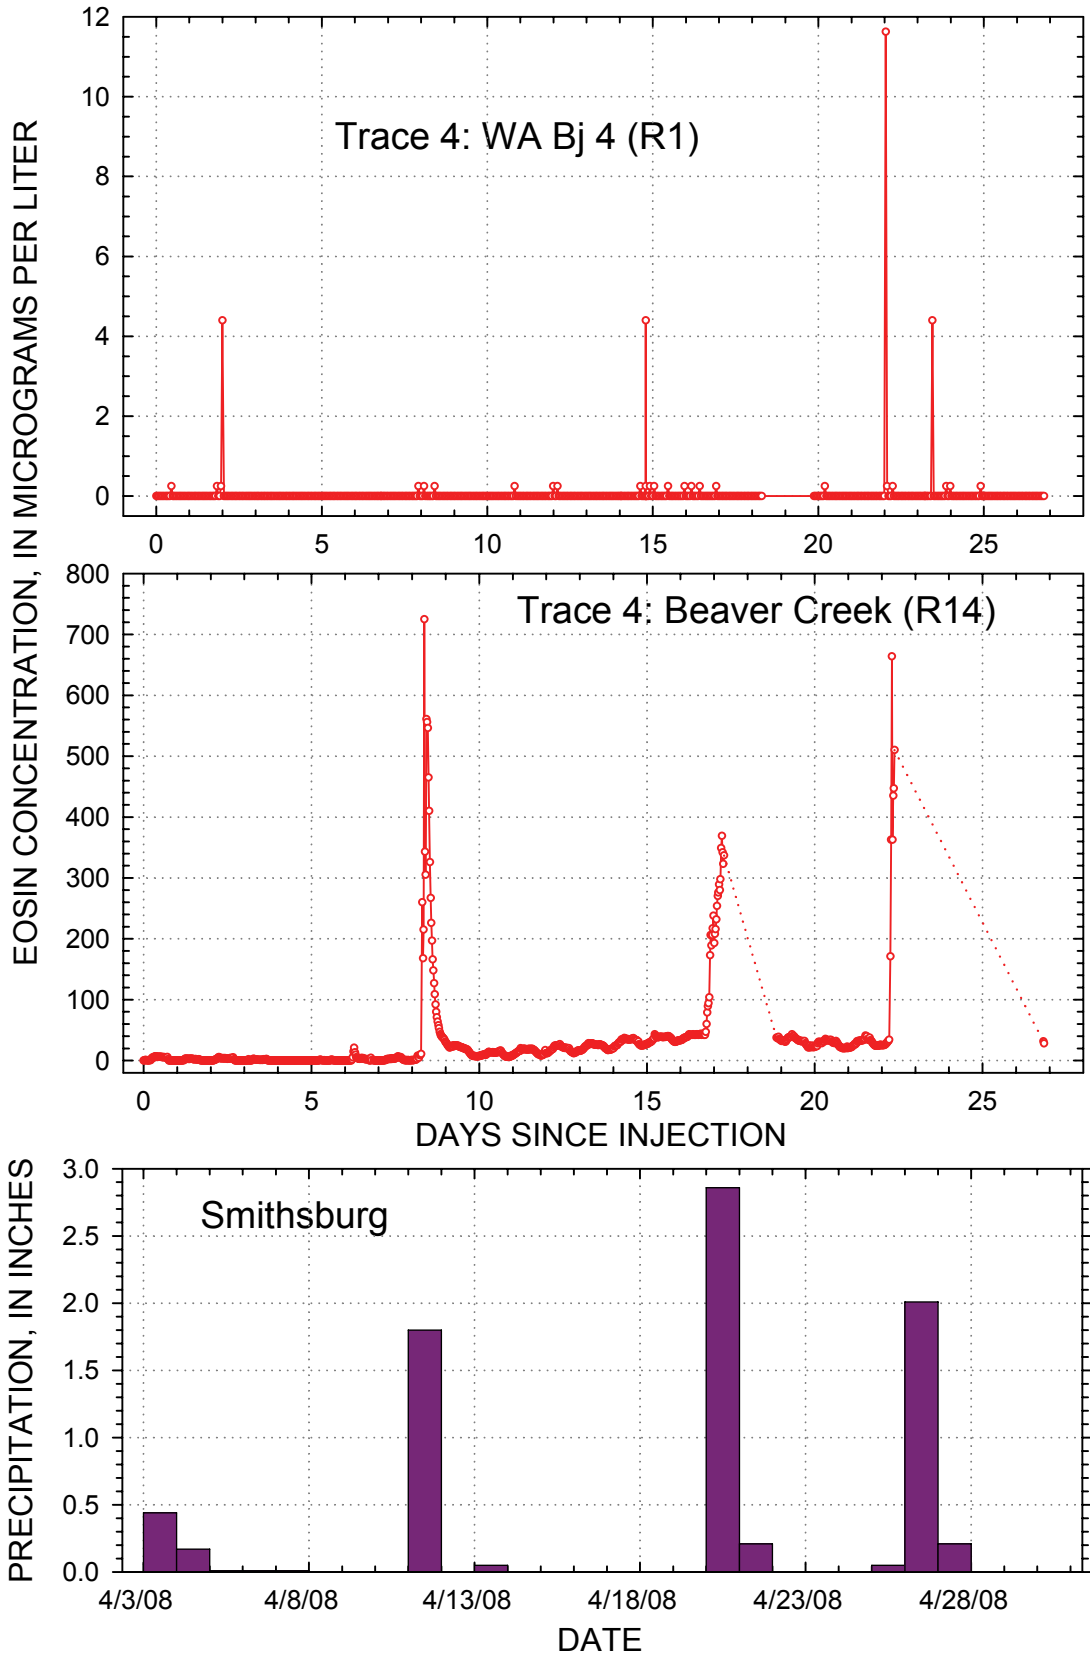 EOSIN CONCENTRATION, IN MICROGRAMS PER LITER
12
10
8
6
4
2
0
Trace 4: WA Bj 4 (R1)
0 5 10 15 20 25
800
700
600
500
400
300
200
100
0
Trace 4: Beaver Creek (R14)
0 5 10 15 20 25
DAYS SINCE INJECTION
PRECIPITATION, IN INCHES
3.0
2.5
2.0
1.5
1.0
0.5
0.0
Smithsburg
4/3/08 4/8/08 4/13/08 4/18/08 4/23/08 4/28/08
DATE